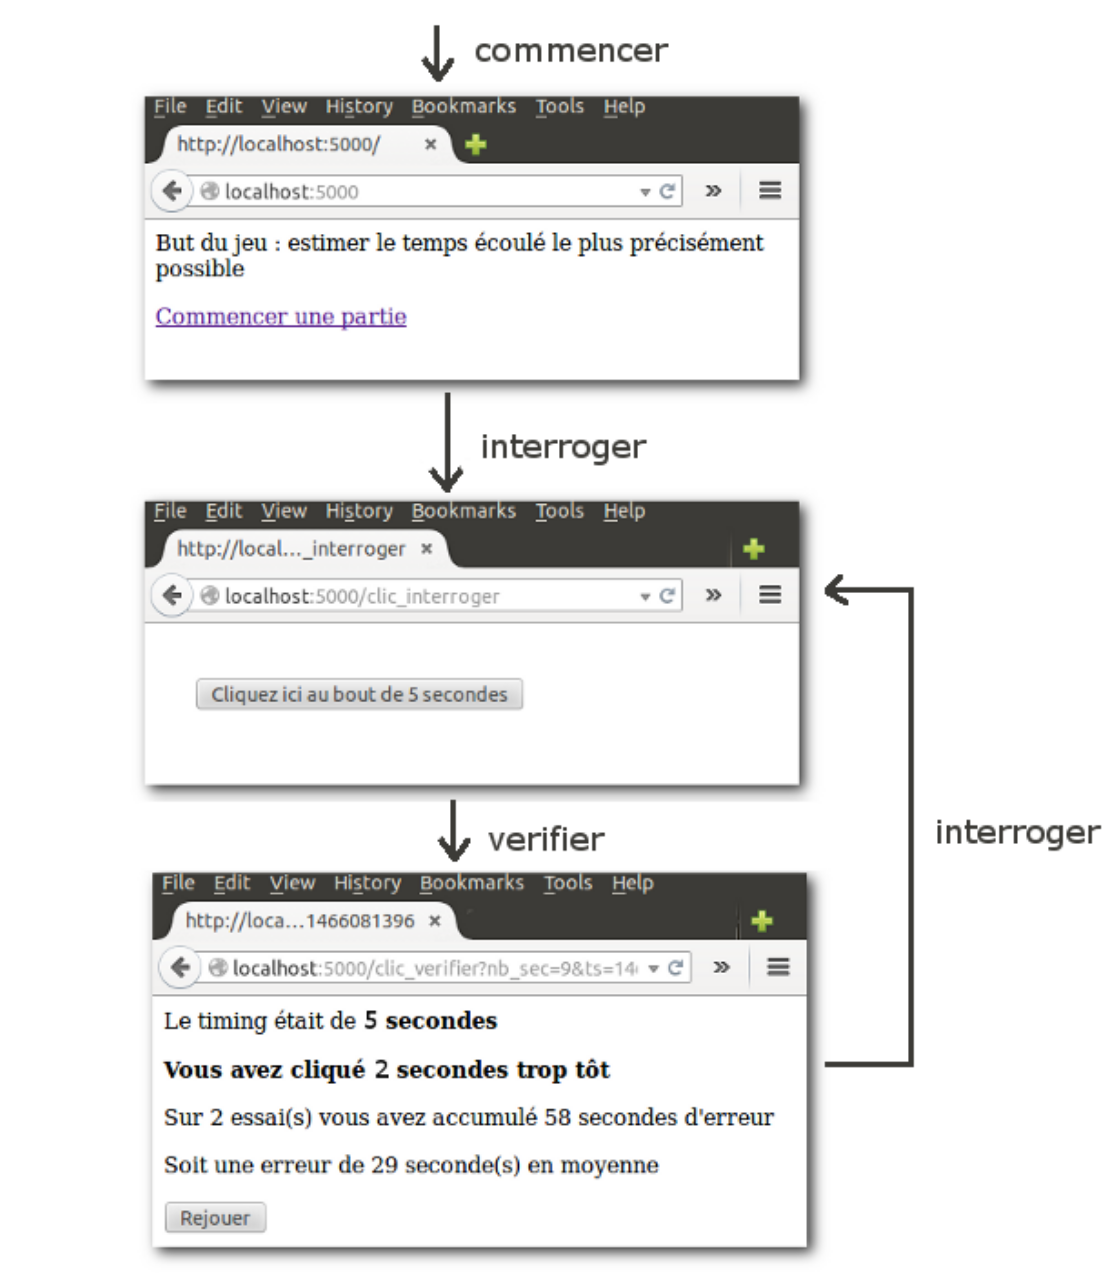 commencer
File Edit View History Bookmarks Tools Help
http://localhost:5000/
localhost:5000
But du jeu : estimer le temps écoulé le plus précisément
possible
Commencer une partie
interroger
File Edit View History Bookmarks Tools Help
http://local..._interroger
localhost:5000/clic_interroger
Cliquez ici au bout de 5 secondes
verifier
interroger
File Edit View History Bookmarks Tools Help
http://loca...1466081396
localhost:5000/clic_verifier?nb_sec=9&ts=14
Le timing était de 5 secondes
Vous avez cliqué 2 secondes trop tôt
Sur 2 essai(s) vous avez accumulé 58 secondes d'erreur
Soit une erreur de 29 seconde(s) en moyenne
Rejouer